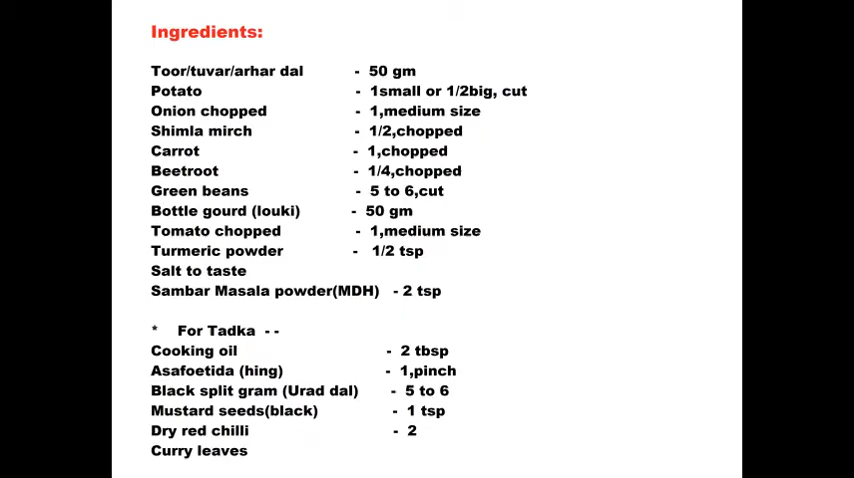 Ingredients:
Toor/tuvar/arhar dal - 50 gm
Potato - 1small or 1/2big, cut
Onion chopped - 1,medium size
Shimla mirch - 1/2,chopped
Carrot - 1,chopped
Beetroot - 1/4,chopped
Green beans - 5 to 6,cut
Bottle gourd (louki) - 50 gm
Tomato chopped - 1,medium size
Turmeric powder - 1/2 tsp
Salt to taste
Sambar Masala powder(MDH) - 2 tsp
* For Tadka --
Cooking oil - 2 tbsp
Asafoetida (hing) - 1,pinch
Black split gram (Urad dal) - 5 to 6
Mustard seeds(black) - 1 tsp
Dry red chilli - 2
Curry leaves